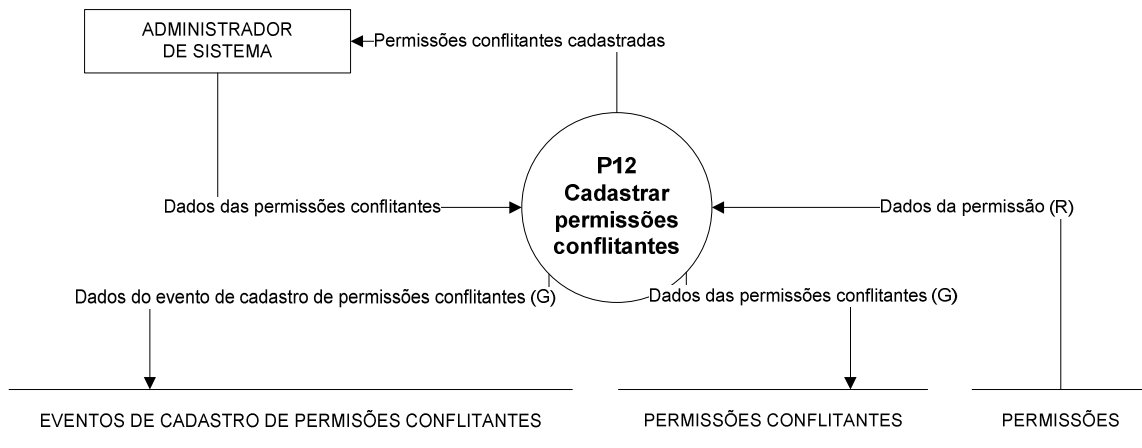 ADMINISTRADOR
DE SISTEMA
Permissões conflitantes cadastradas
P12
Cadastrar
permissões
conflitantes
Dados das permissões conflitantes
Dados da permissão (R)
Dados do evento de cadastro de permissões conflitantes (G)
Dados das permissões conflitantes (G)
EVENTOS DE CADASTRO DE PERMISÕES CONFLITANTES
PERMISSÕES CONFLITANTES
PERMISSÕES